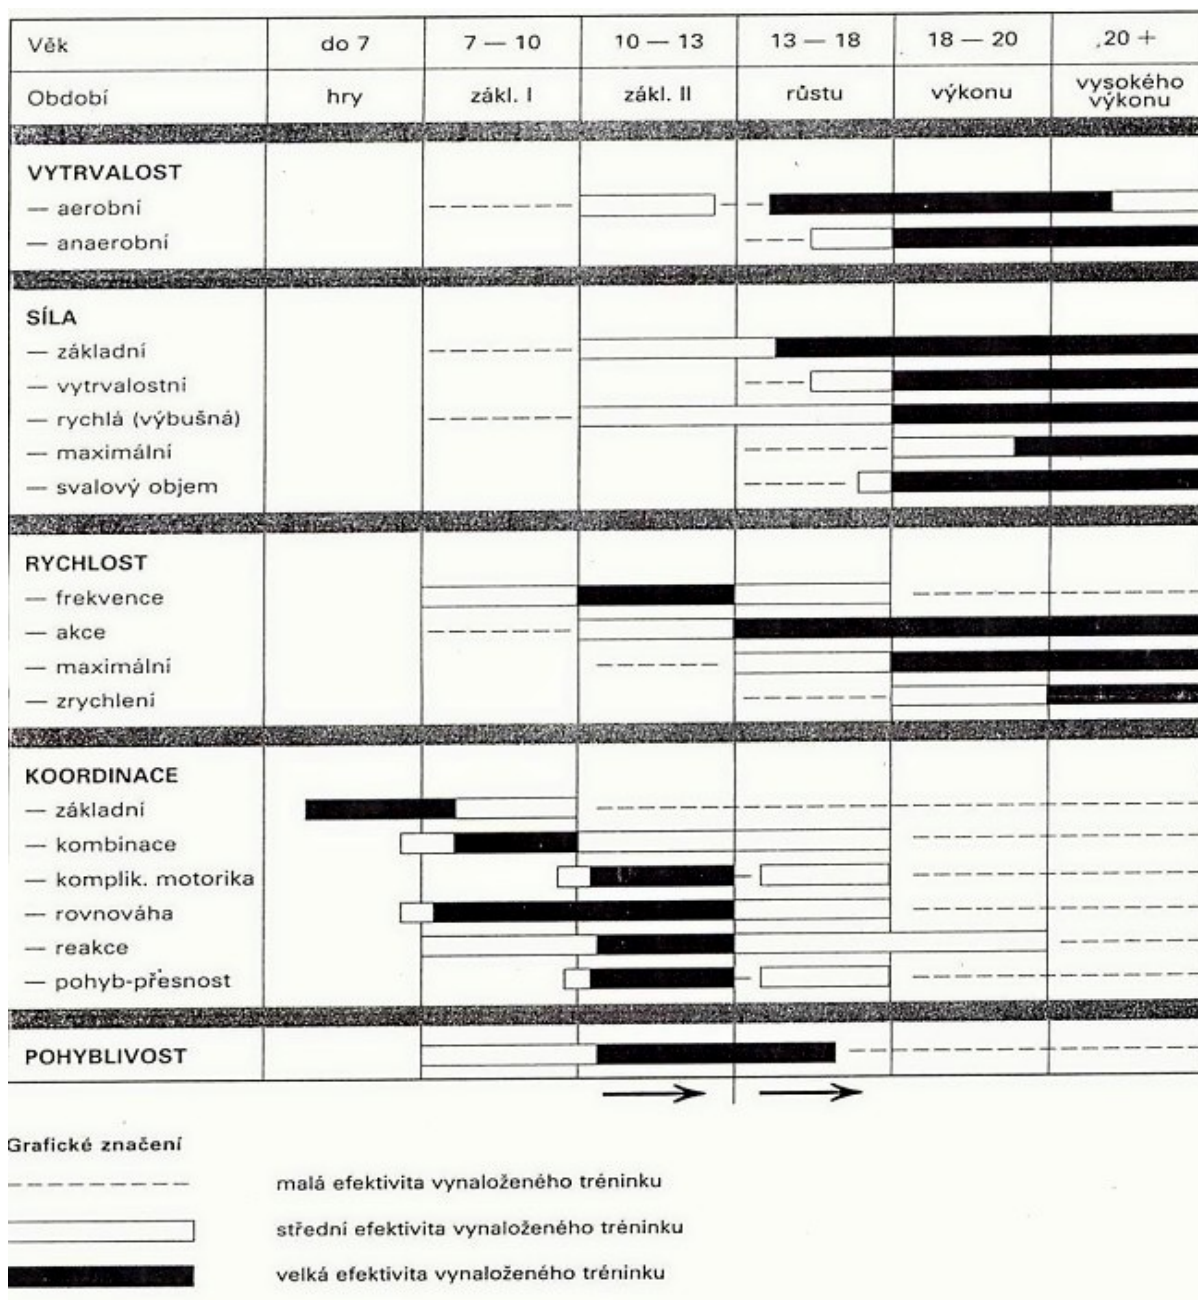 Věk do 7 7 — 10 10 — 13 13 — 18 18 — 20 20 +
Období hry zákl. I zákl. II růstu výkonu vysokého výkonu
VYTRVALOST
— aerobní
— anaerobní
SÍLA
— základní
— vytrvalostní
— rychlá (výbušná)
— maximální
— svalový objem
RYCHLOST
— frekvence
— akce
— maximální
— zrychlení
KOORDINACE
— základní
— kombinace
— komplik. motorika
— rovnováha
— reakce
— pohyb-přesnost
POHYBLIVOST
Grafické značení
malá efektivita vynaloženého tréninku
střední efektivita vynaloženého tréninku
velká efektivita vynaloženého tréninku